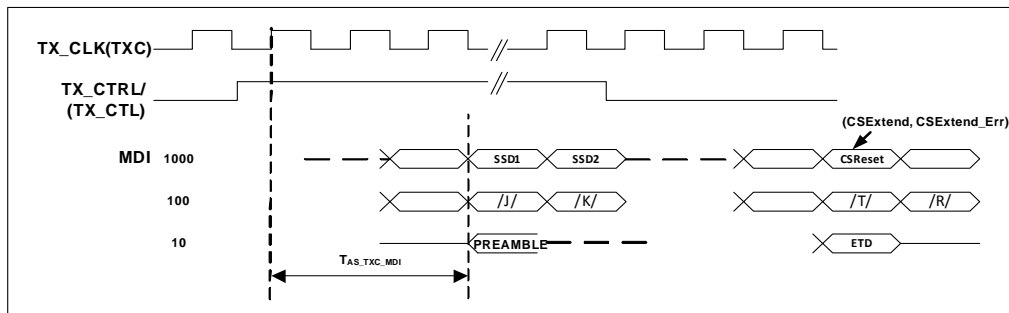 TX_CLK(TXC)
TX_CTRL/
(TX_CTL)
(CSExtend, CSExtend_Err)
MDI 1000 SSD1 SSD2 CSReset
100 /J/ /K/ /T/ /R/
10 PREAMBLE ETD
TAS_TXC_MDI